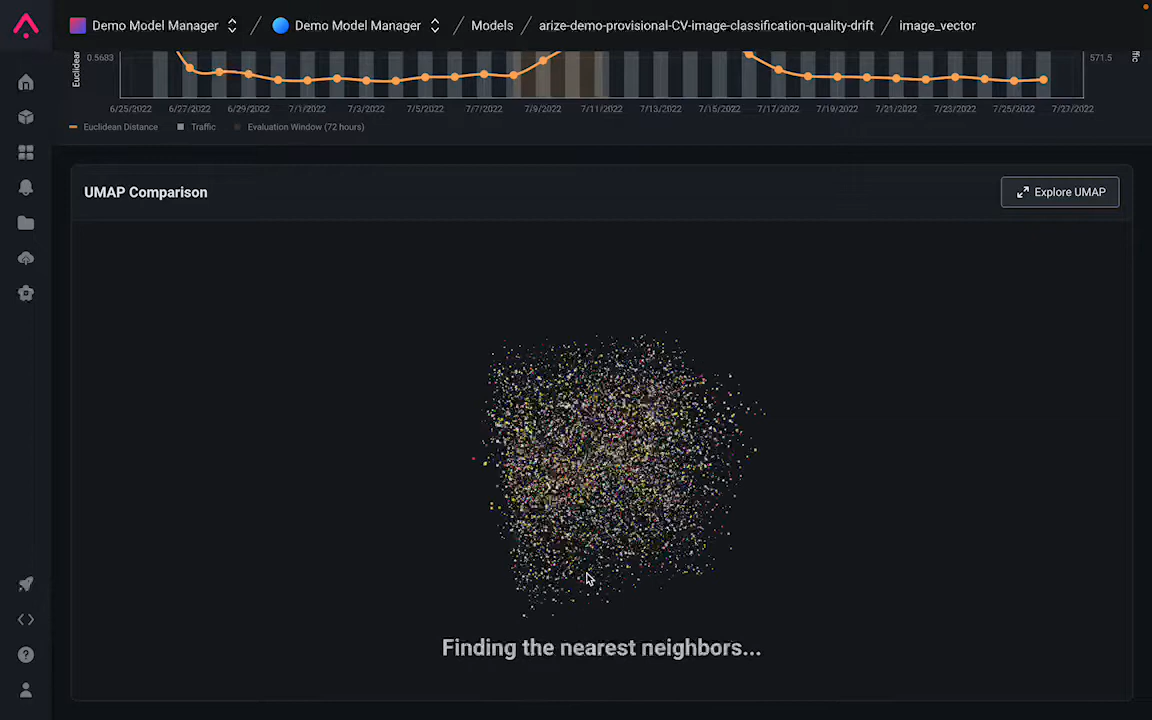 Demo Model Manager / Demo Model Manager / Models / arize-demo-provisional-CV-image-classification-quality-drift / image_vector
Euclidean
0.5683
571.5
6/25/2022 6/27/2022 6/29/2022 7/1/2022 7/3/2022 7/5/2022 7/7/2022 7/9/2022 7/11/2022 7/13/2022 7/15/2022 7/17/2022 7/19/2022 7/21/2022 7/23/2022 7/25/2022 7/27/2022
Euclidean Distance Traffic Evaluation Window (72 hours)
UMAP Comparison
Explore UMAP
Finding the nearest neighbors...